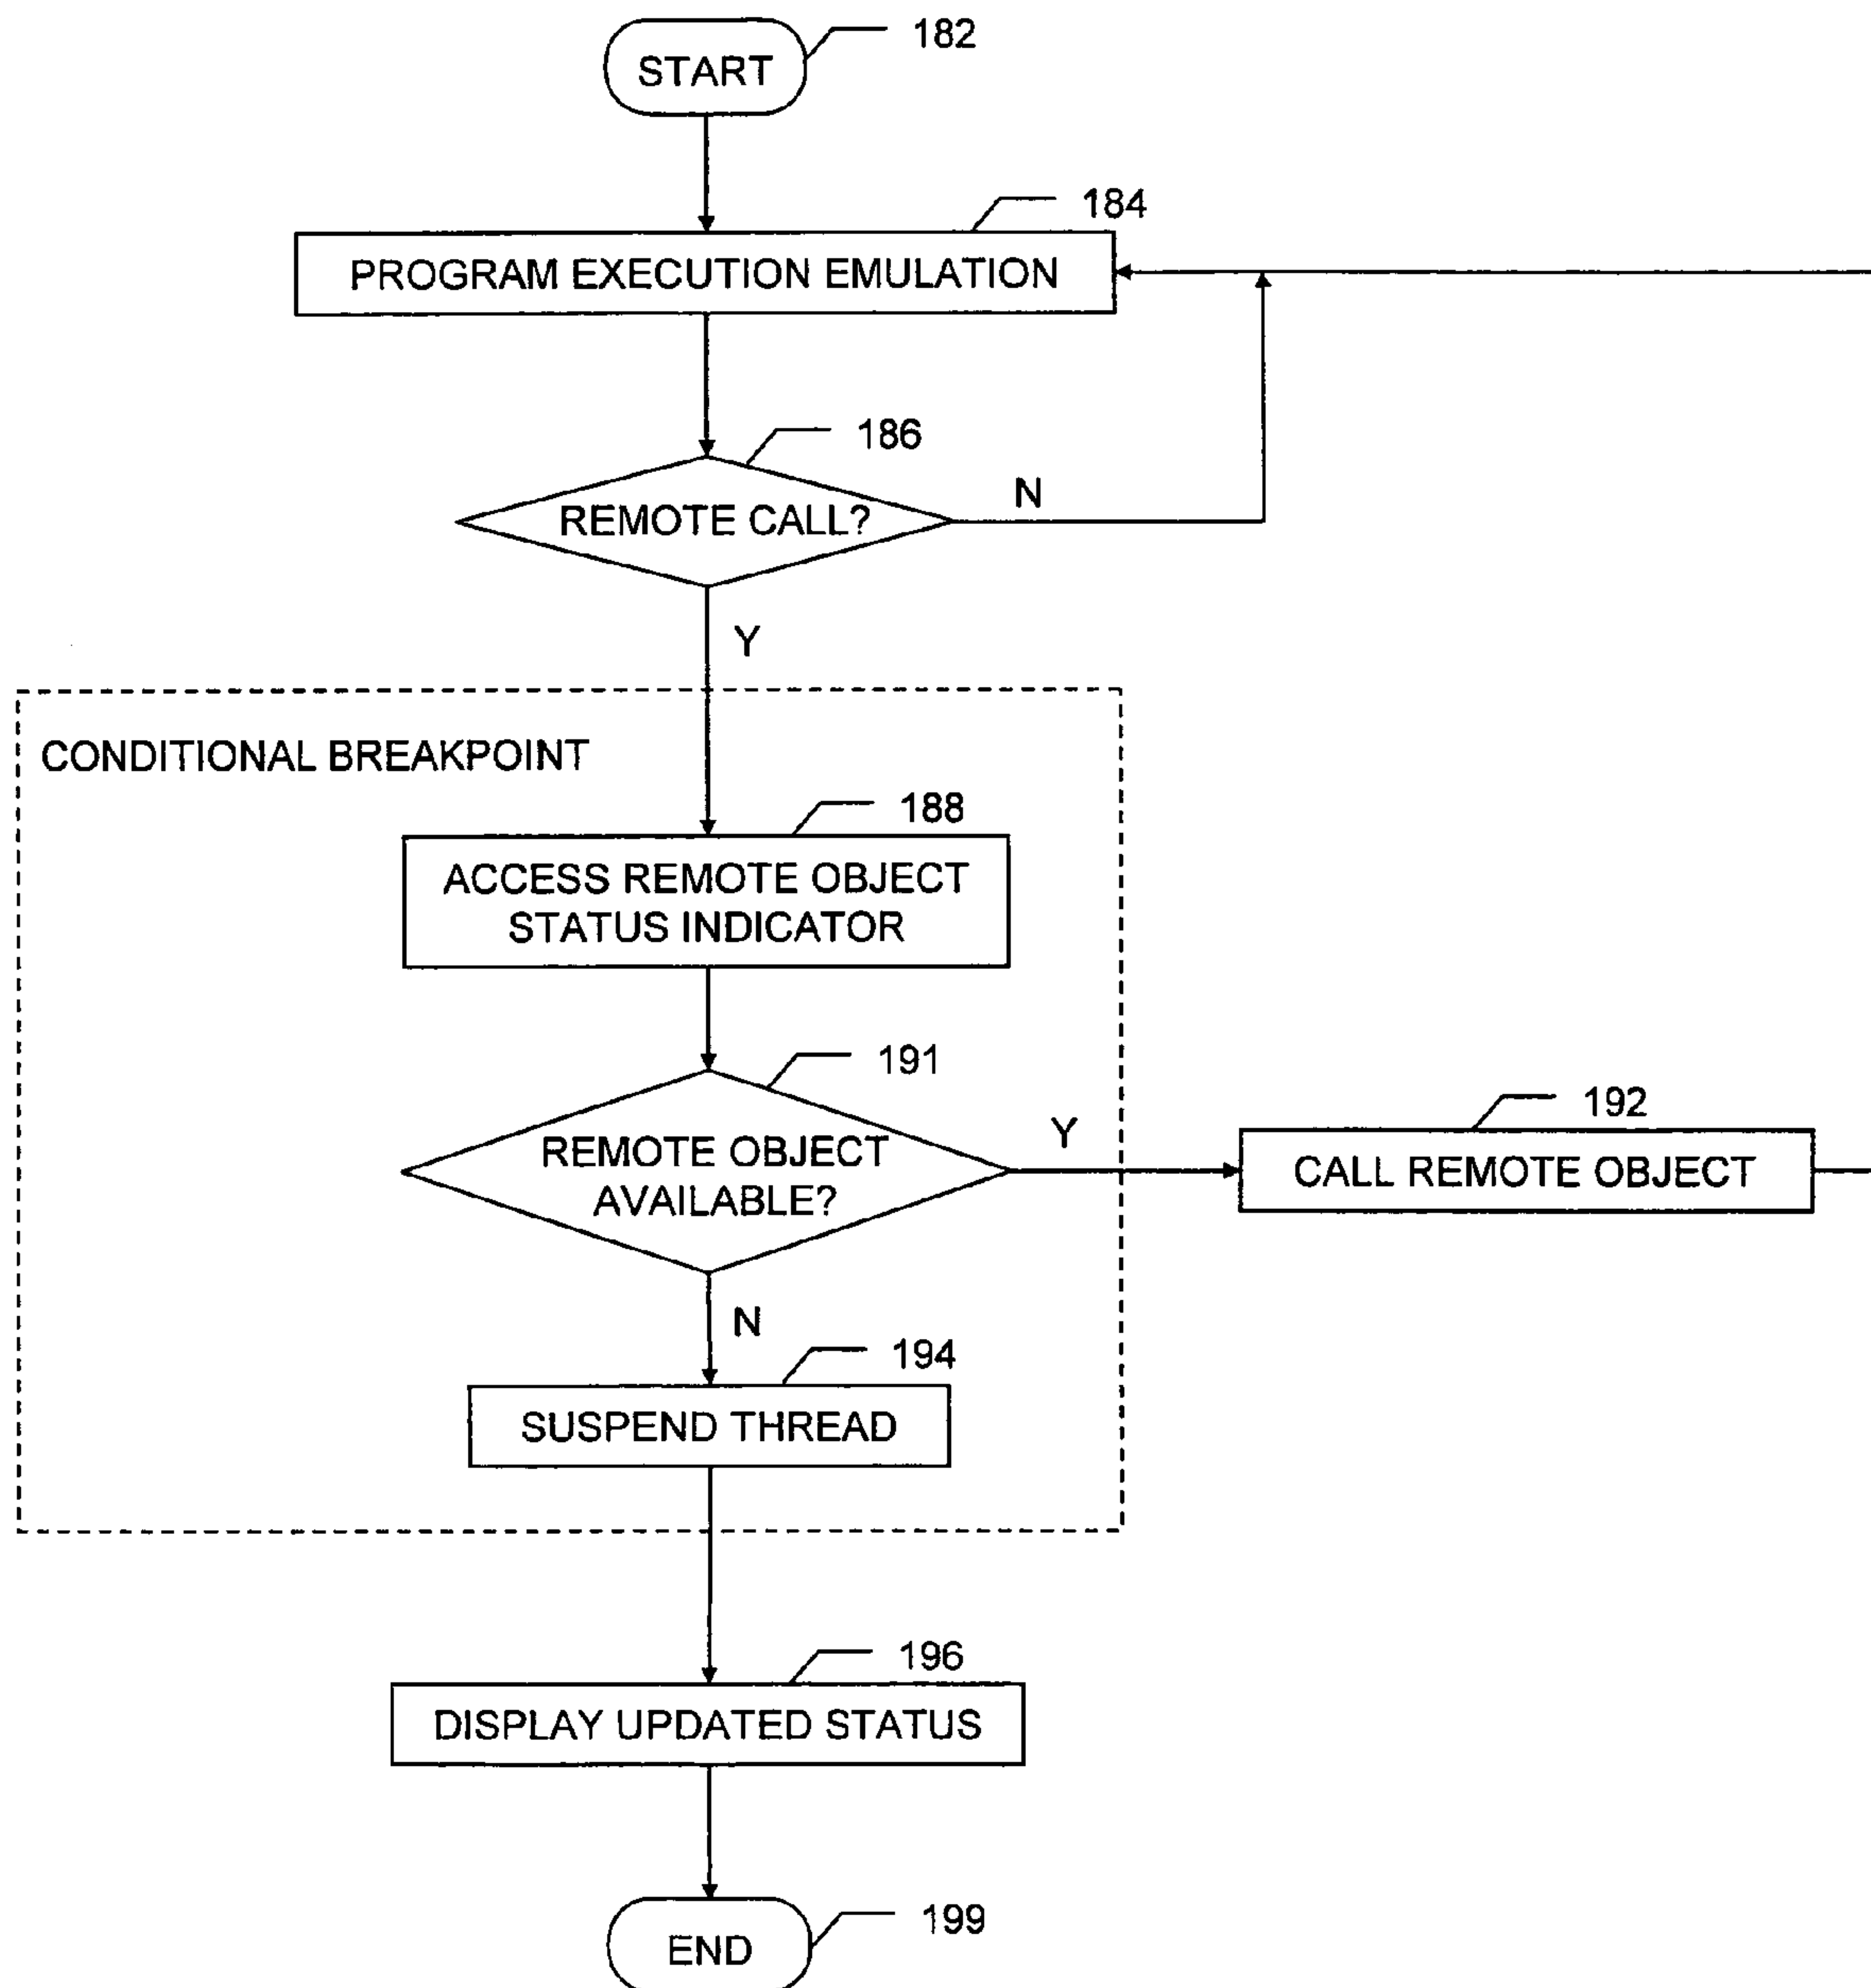 182
START
184
PROGRAM EXECUTION EMULATION
186
REMOTE CALL?
N
Y
CONDITIONAL BREAKPOINT
188
ACCESS REMOTE OBJECT
STATUS INDICATOR
191
REMOTE OBJECT
AVAILABLE?
Y
192
CALL REMOTE OBJECT
N
194
SUSPEND THREAD
196
DISPLAY UPDATED STATUS
199
END